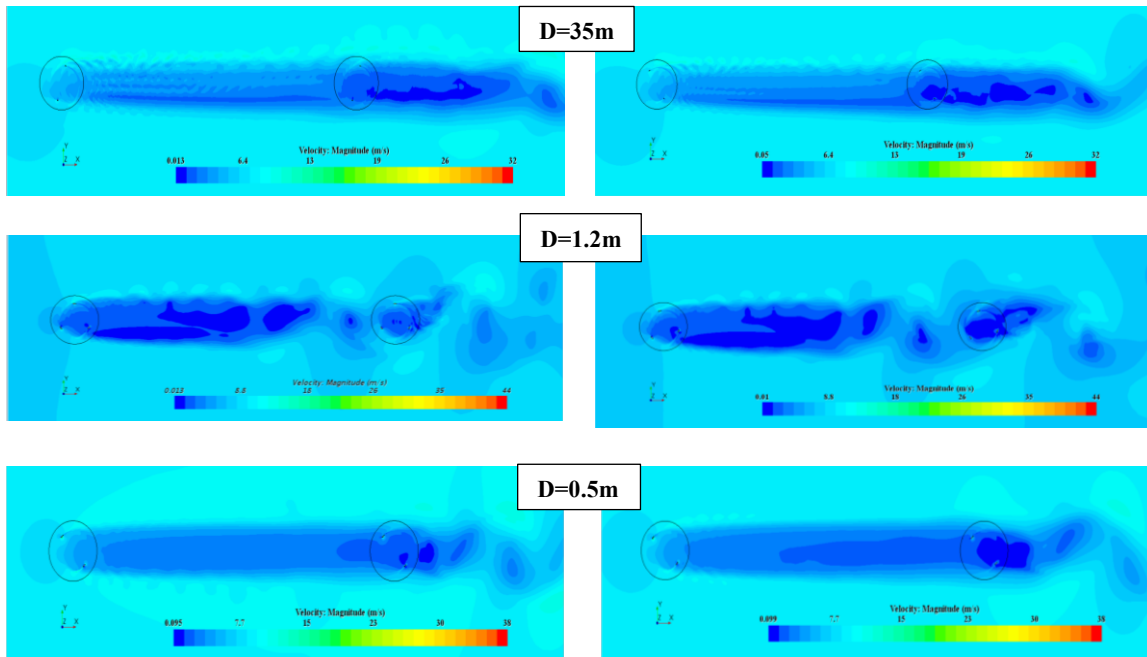 D=35m
Y
Z X
Velocity: Magnitude (m/s)
0.013 6.4 13 19 26 32
Y
Z X
Velocity: Magnitude (m/s)
0.05 6.4 13 19 26 32
D=1.2m
Y
Z X
Velocity: Magnitude (m/s)
0.013 8.8 18 26 35 44
Y
Z X
Velocity: Magnitude (m/s)
0.01 8.8 18 26 35 44
D=0.5m
Y
Z X
Velocity: Magnitude (m/s)
0.095 7.7 15 23 30 38
Y
Z X
Velocity: Magnitude (m/s)
0.099 7.7 15 23 30 38